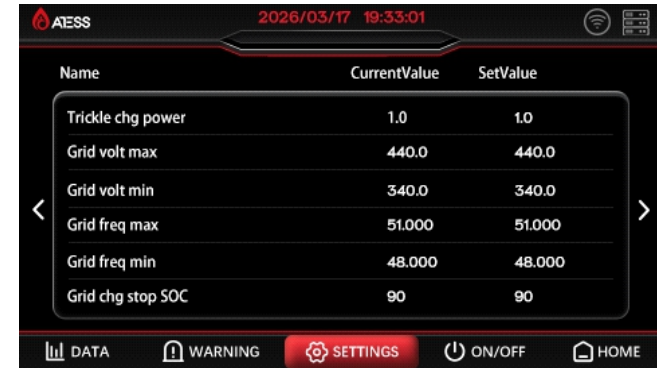 ATESS 2026/03/17 19:33:01
Name CurrentValue SetValue
Trickle chg power 1.0 1.0
Grid volt max 440.0 440.0
Grid volt min 340.0 340.0
Grid freq max 51.000 51.000
Grid freq min 48.000 48.000
Grid chg stop SOC 90 90
DATA WARNING SETTINGS ON/OFF HOME